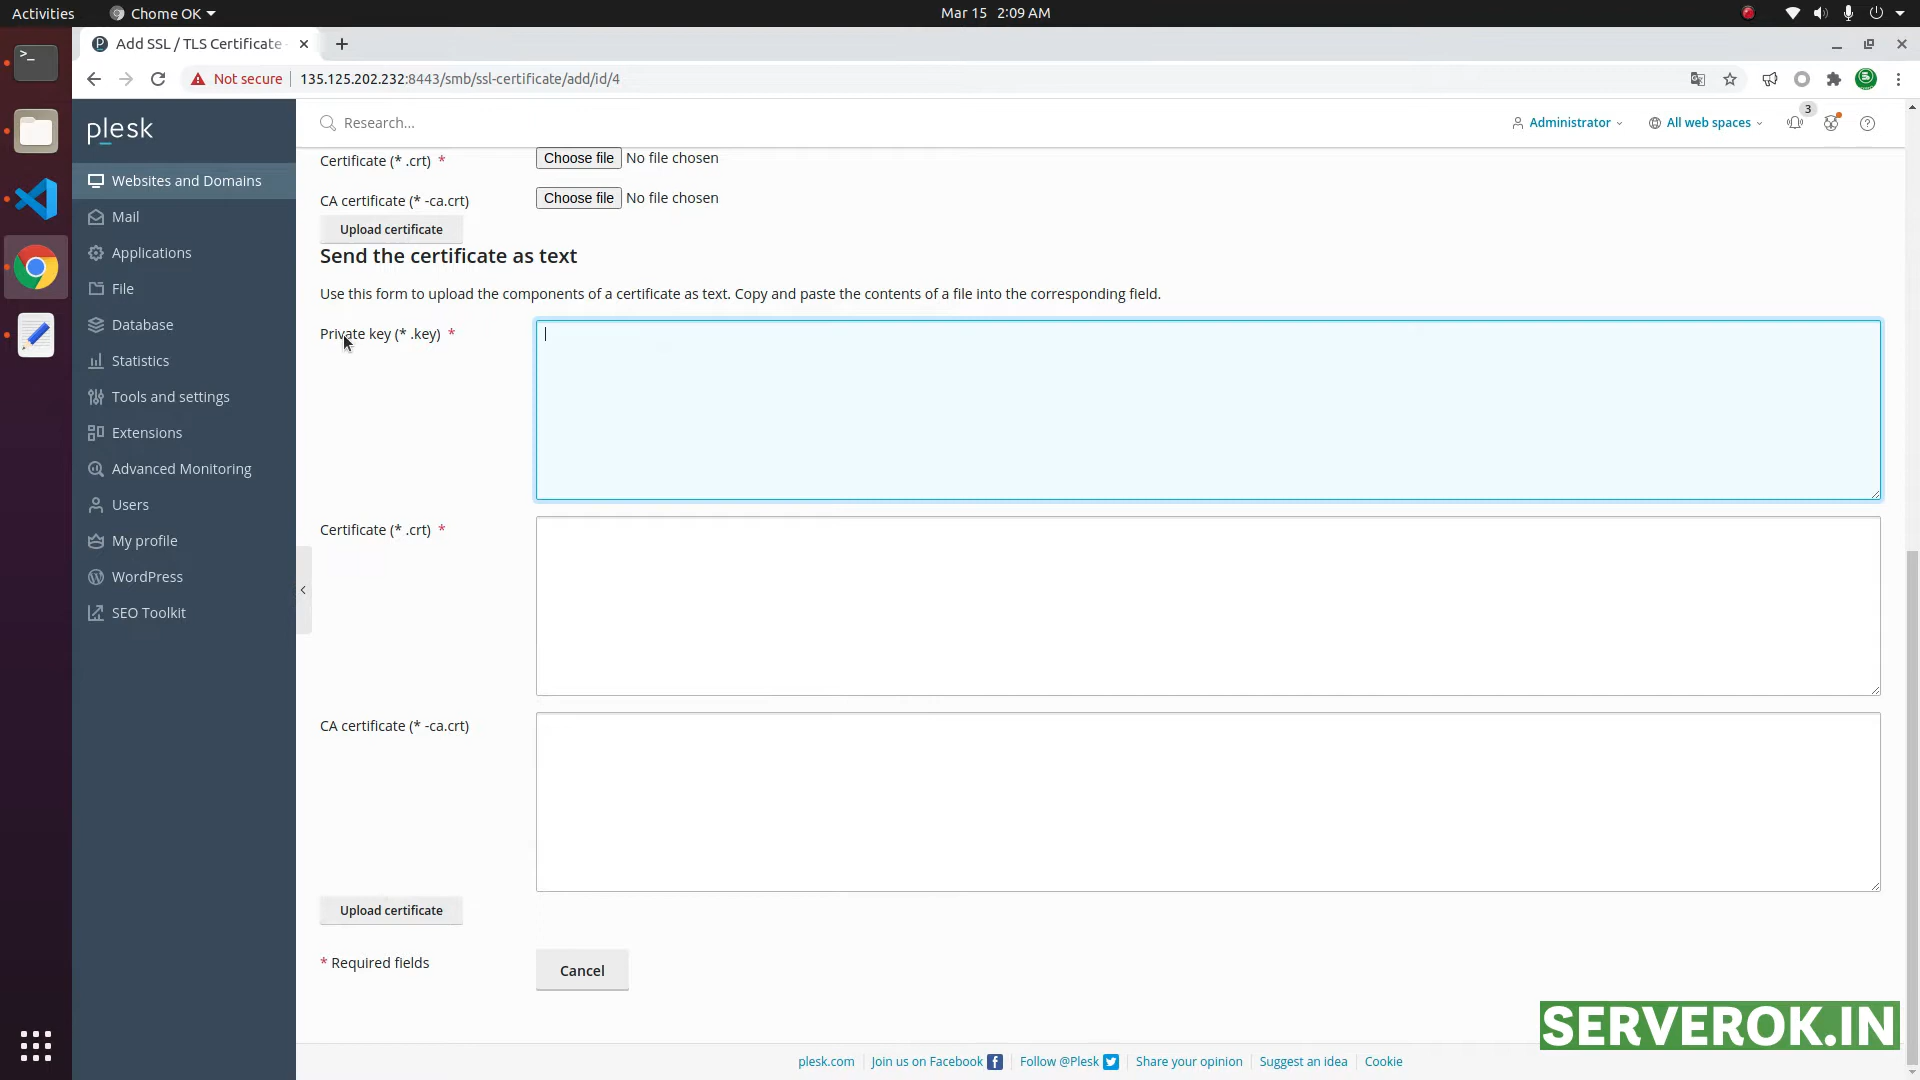 Activities
Chome OK
Mar 15 2:09 AM
Add SSL / TLS Certificate
Not secure
135.125.202.232:8443/smb/ssl-certificate/add/id/4
plesk
Research...
Administrator
All web spaces
3
Websites and Domains
Mail
Applications
File
Database
Statistics
Tools and settings
Extensions
Advanced Monitoring
Users
My profile
WordPress
SEO Toolkit
Certificate (* .crt) *
Choose file No file chosen
CA certificate (* -ca.crt)
Choose file No file chosen
Upload certificate
Send the certificate as text
Use this form to upload the components of a certificate as text. Copy and paste the contents of a file into the corresponding field.
Private key (* .key) *
Certificate (* .crt) *
CA certificate (* -ca.crt)
Upload certificate
* Required fields
Cancel
SERVEROK.IN
plesk.com
Join us on Facebook
Follow @Plesk
Share your opinion
Suggest an idea
Cookie